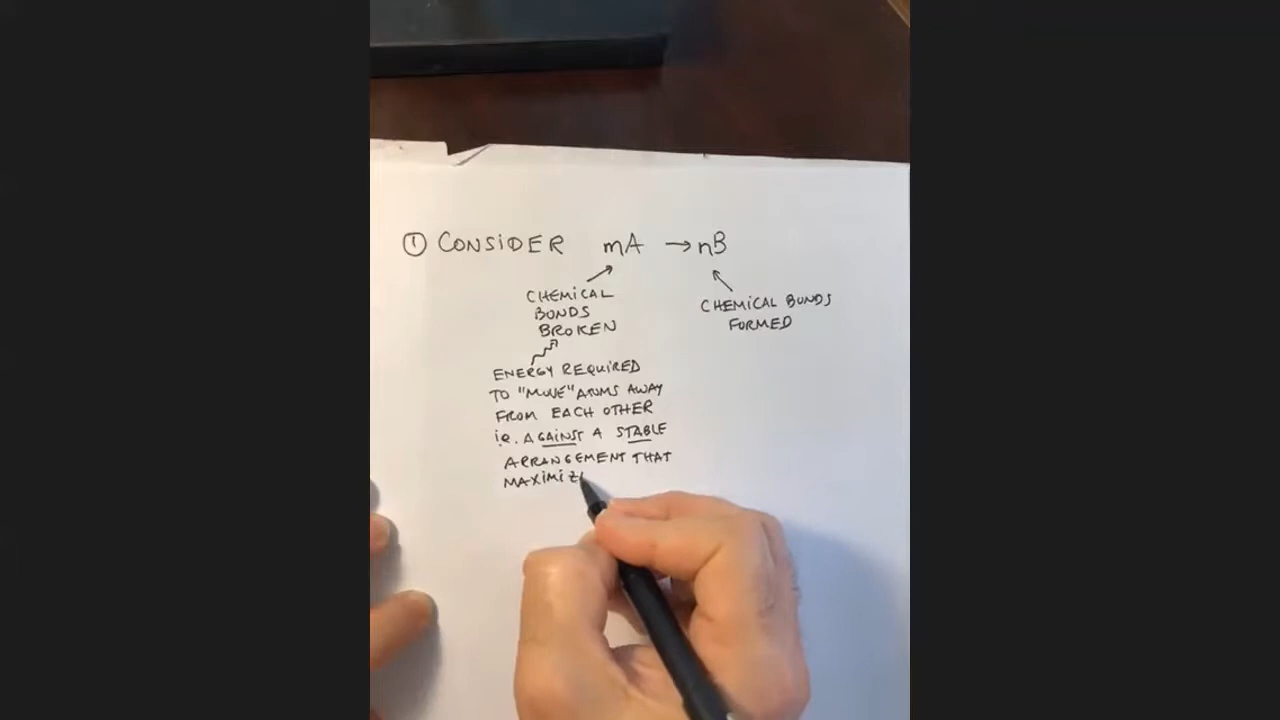 ① CONSIDER mA → nB
CHEMICAL
BONDS
BROKEN
CHEMICAL BONDS
FORMED
ENERGY REQUIRED
TO "MOVE" ATOMS AWAY
FROM EACH OTHER
i.e. AGAINST A STABLE
ARRANGEMENT THAT
MAXIMIZ